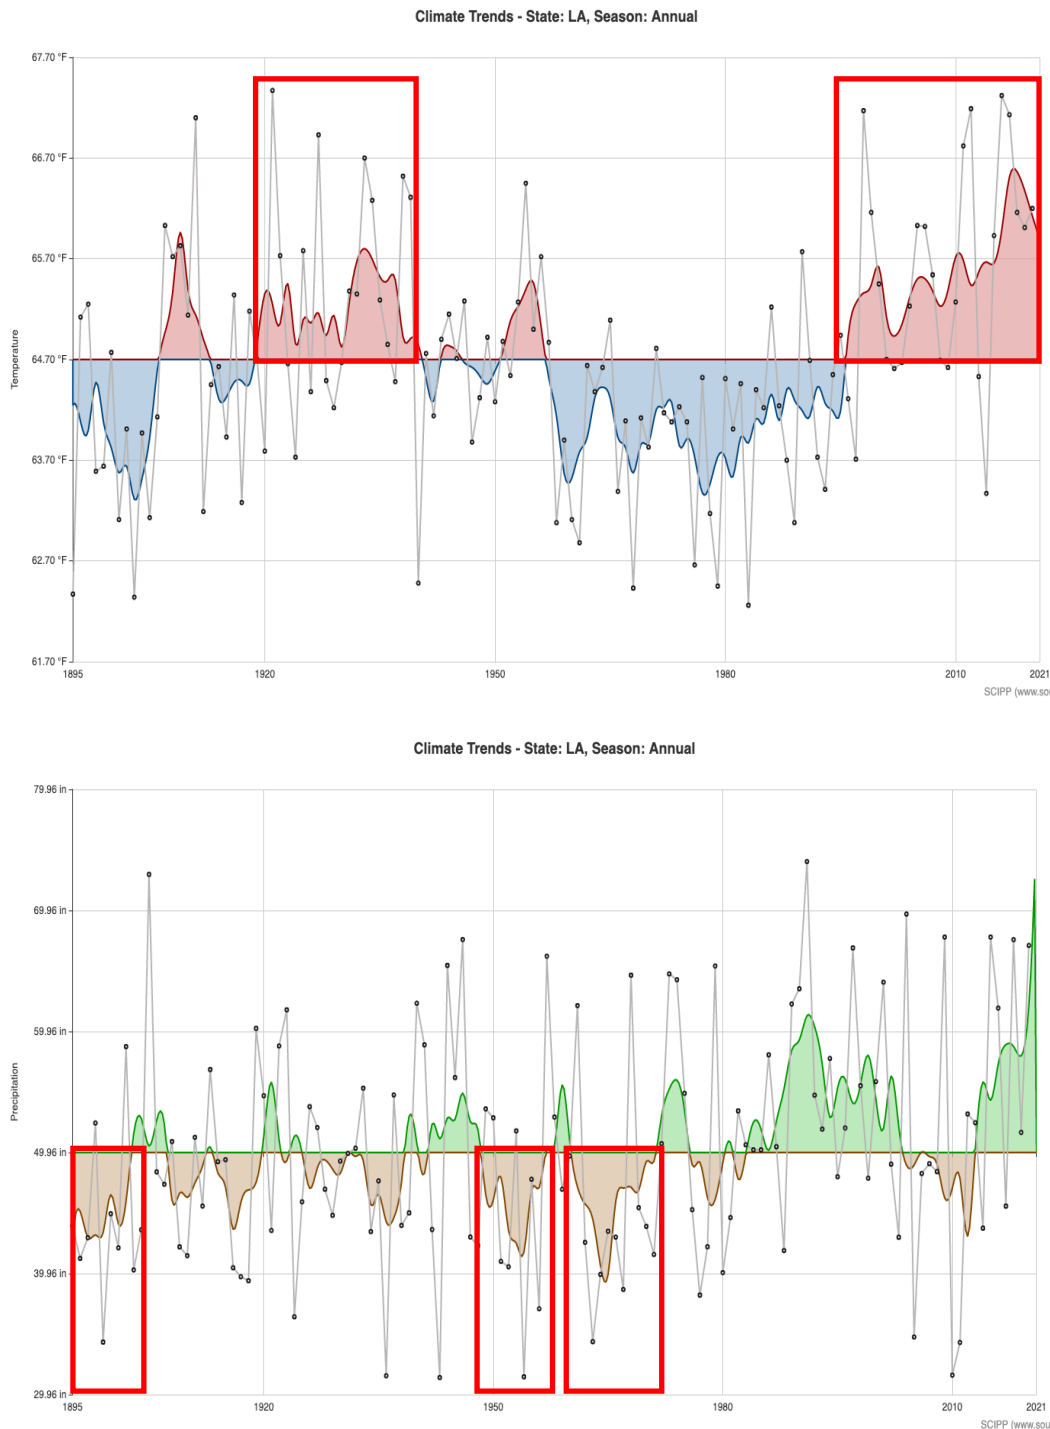 Climate Trends - State: LA, Season: Annual
67.70 °F
66.70 °F
65.70 °F
64.70 °F
63.70 °F
62.70 °F
61.70 °F
Temperature
1895 1920 1950 1980 2010 2021
SCIPP (www.sou
Climate Trends - State: LA, Season: Annual
79.96 in
69.96 in
59.96 in
49.96 in
39.96 in
29.96 in
Precipitation
1895 1920 1950 1980 2010 2021
SCIPP (www.sou